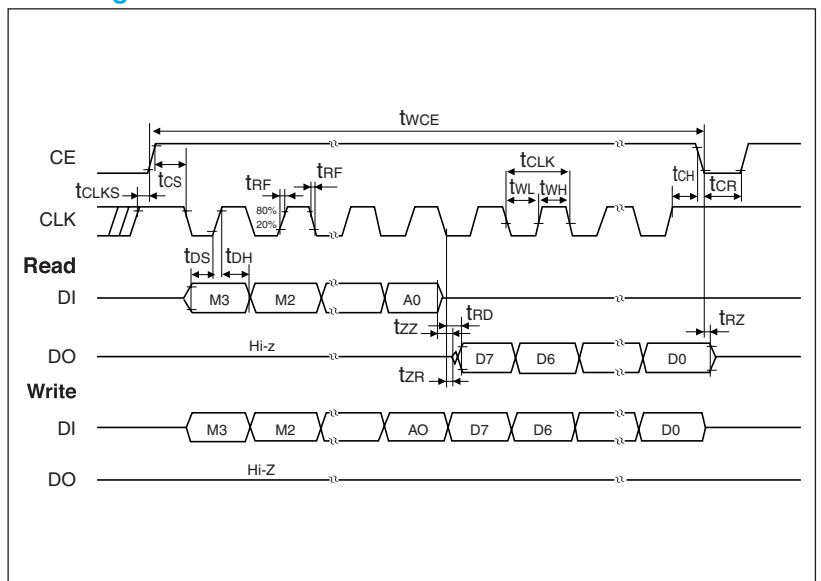 g
tWCE
CE
tCLKS
tCS
tRF
tRF
tCLK
tWL
tWH
tCH
tCR
CLK
80%
20%
Read
tDS
tDH
DI
M3
M2
A0
tZZ
tRD
tRZ
DO
Hi-z
D7
D6
D0
tZR
Write
DI
M3
M2
AO
D7
D6
D0
DO
Hi-Z